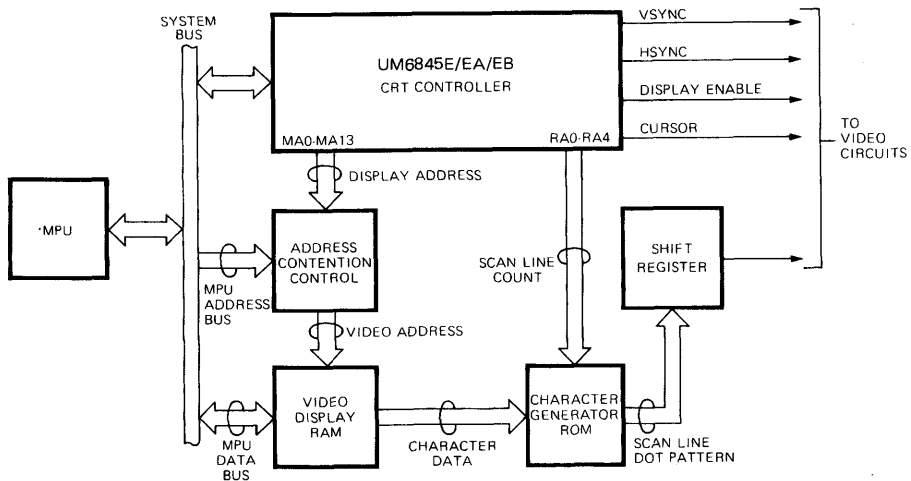 SYSTEM
BUS
UM6845E/EA/EB
CRT CONTROLLER
MA0-MA13
RA0-RA4
VSYNC
HSYNC
DISPLAY ENABLE
CURSOR
TO
VIDEO
CIRCUITS
DISPLAY ADDRESS
MPU
ADDRESS
CONTENTION
CONTROL
MPU
ADDRESS
BUS
SCAN LINE
COUNT
SHIFT
REGISTER
VIDEO ADDRESS
VIDEO
DISPLAY
RAM
CHARACTER
GENERATOR
ROM
MPU
DATA
BUS
CHARACTER
DATA
SCAN LINE
DOT PATTERN